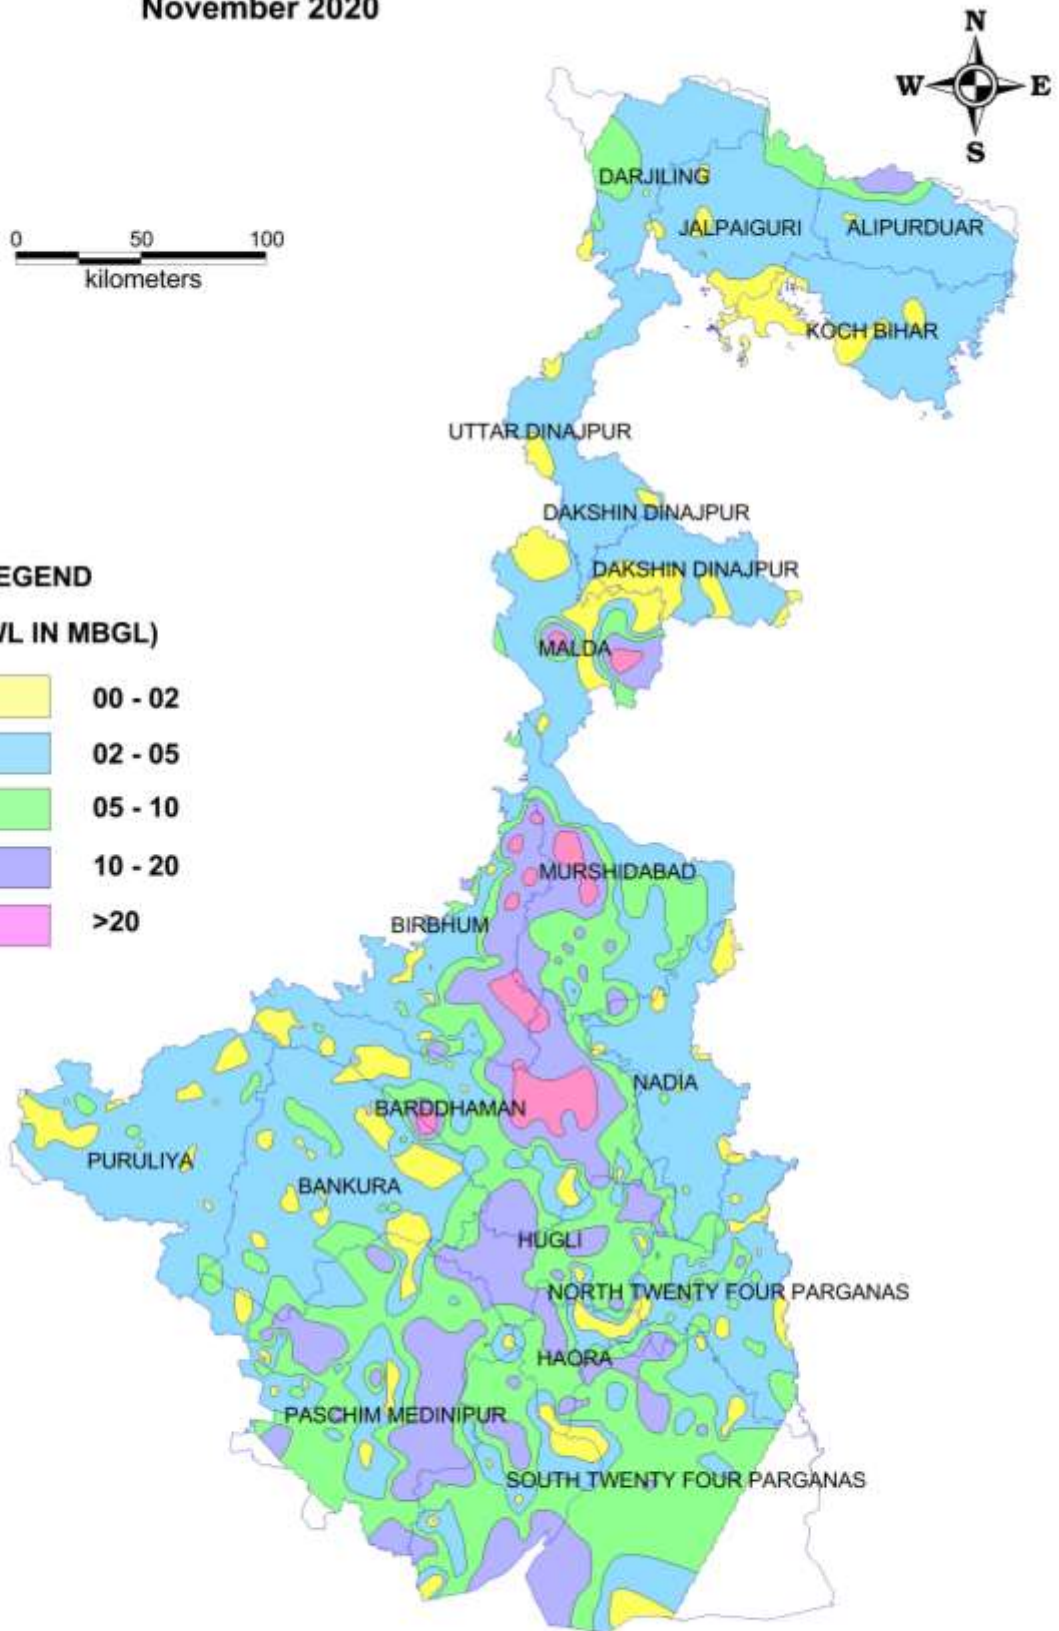 November 2020
N
W E
S
0 50 100
kilometers
DARJILING
JALPAIGURI
ALIPURDUAR
KOCH BIHAR
UTTAR DINAJPUR
DAKSHIN DINAJPUR
DAKSHIN DINAJPUR
EGEND
/L IN MBGL)
MALDA
00 - 02
02 - 05
05 - 10
10 - 20
>20
MURSHIDABAD
BIRBHUM
NADIA
BARDDHAMAN
PURULIYA
BANKURA
HUGLI
NORTH TWENTY FOUR PARGANAS
HAORA
PASCHIM MEDINIPUR
SOUTH TWENTY FOUR PARGANAS